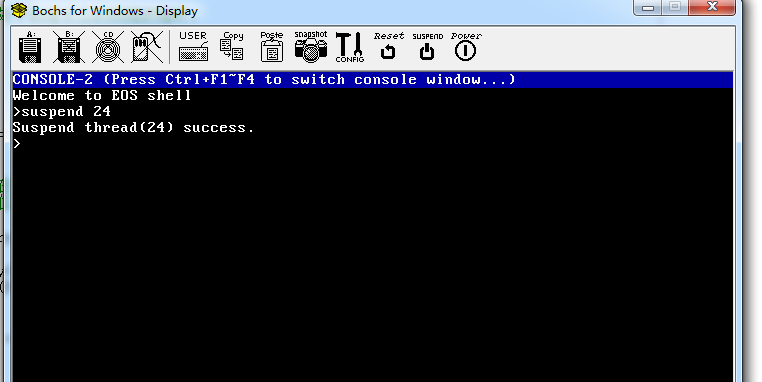 Bochs for Windows - Display
A: B: CD USER Copy Paste snapshot CONFIG Reset SUSPEND Power
CONSOLE-2 (Press Ctrl+F1~F4 to switch console window...)
Welcome to EOS shell
>suspend 24
Suspend thread(24) success.
>